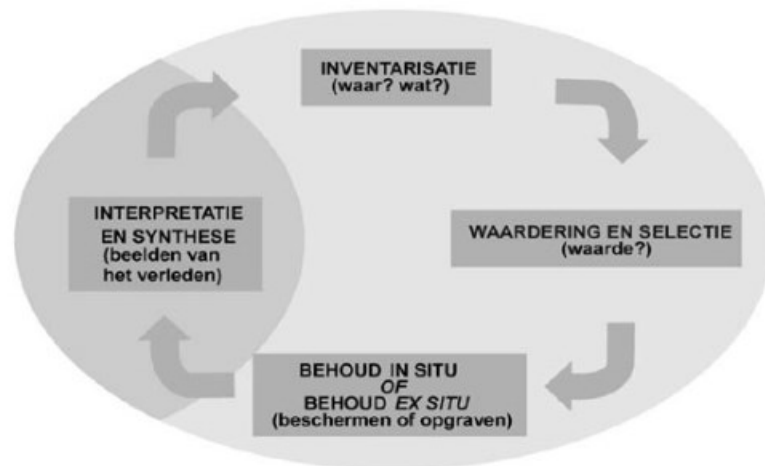 INVENTARISATIE
(waar? wat?)
WAARDERING EN SELECTIE
(waarde?)
BEHOUD IN SITU
OF
BEHOUD EX SITU
(beschermen of opgraven)
INTERPRETATIE
EN SYNTHESE
(beelden van
het verleden)